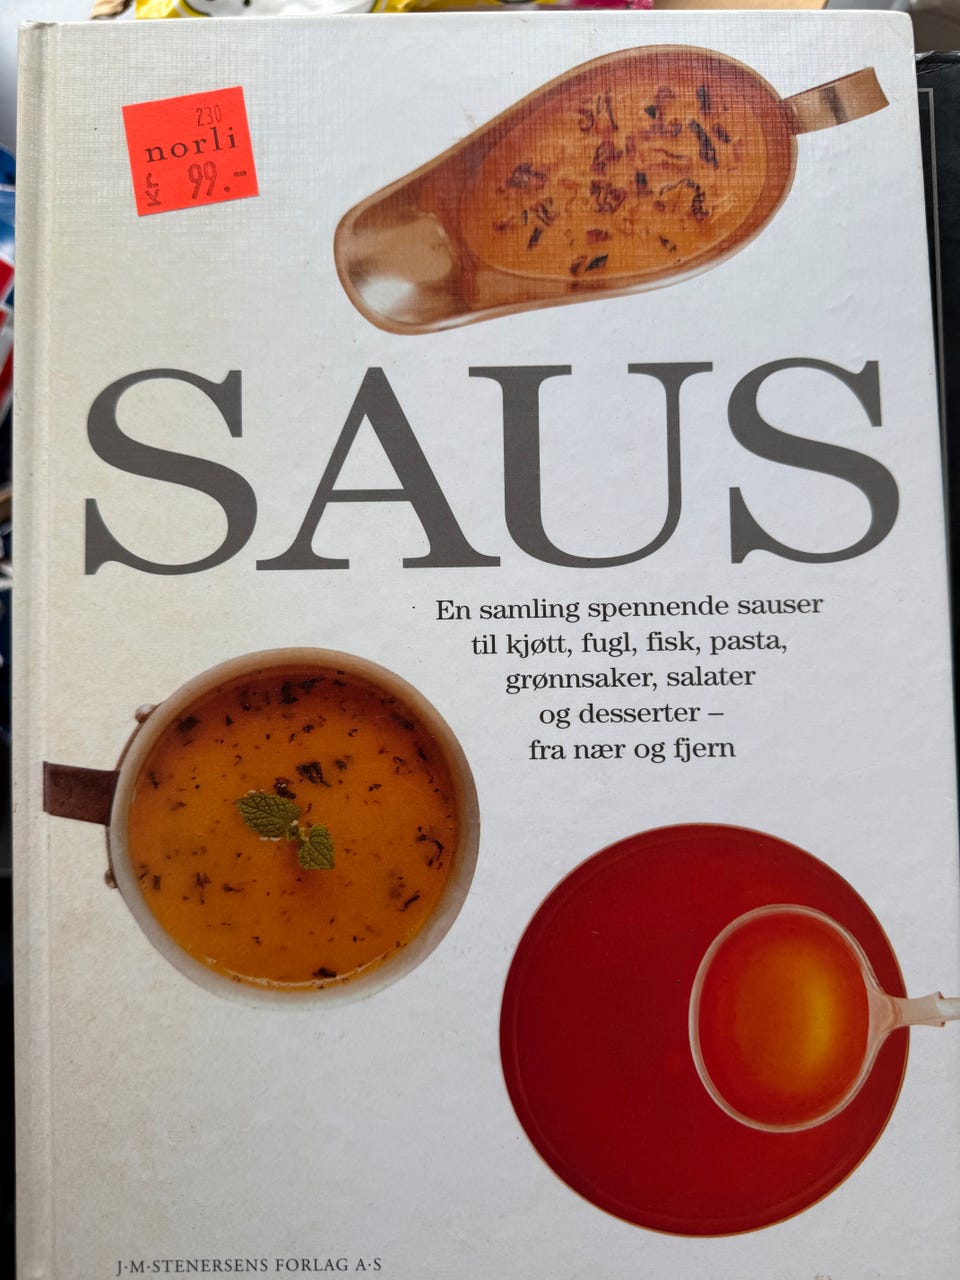 230
norli
kr 99.-
SAUS
En samling spennende sauser
til kjøtt, fugl, fisk, pasta,
grønnsaker, salater
og desserter –
fra nær og fjern
J·M·STENERSENS FORLAG A·S